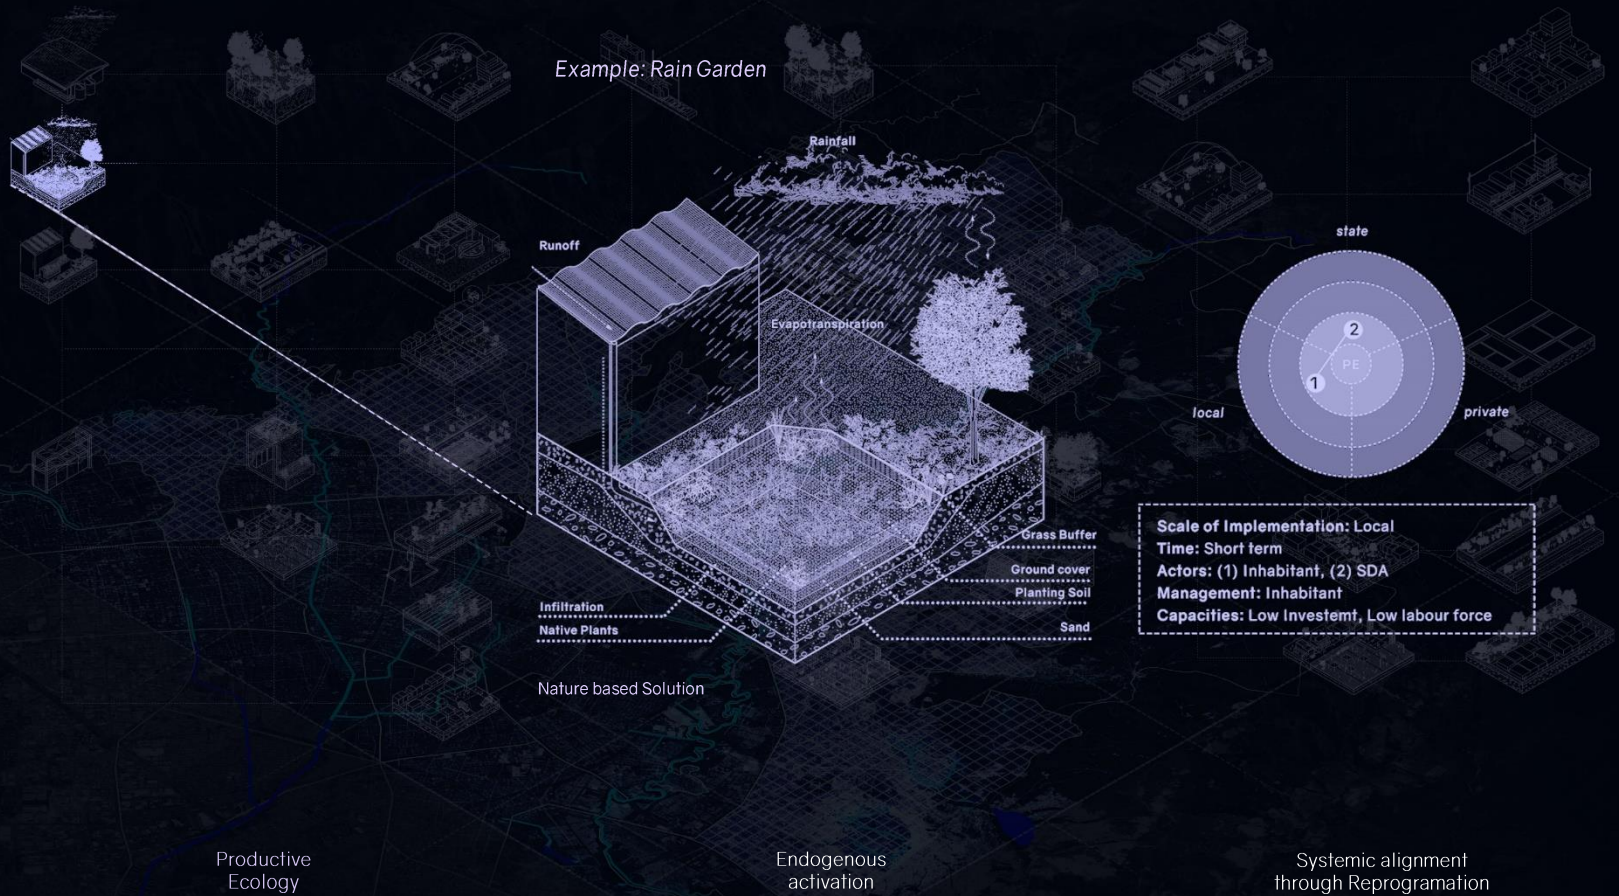 Example: Rain Garden
Rainfall
Runoff
Evapotranspiration
Grass Buffer
Ground cover
Planting Soil
Sand
Infiltration
Native Plants
Nature based Solution
state
2
PE
1
local
private
Scale of Implementation: Local
Time: Short term
Actors: (1) Inhabitant, (2) SDA
Management: Inhabitant
Capacities: Low Investemt, Low labour force
Productive
Ecology
Endogenous
activation
Systemic alignment
through Reprogramation